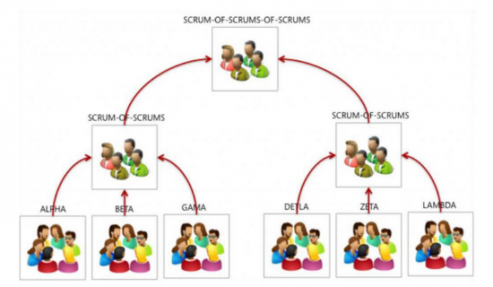 SCRUM-OF-SCRUMS-OF-SCRUMS
SCRUM-OF-SCRUMS
SCRUM-OF-SCRUMS
ALPHA
BETA
GAMA
DETLA
ZETA
LAMBDA